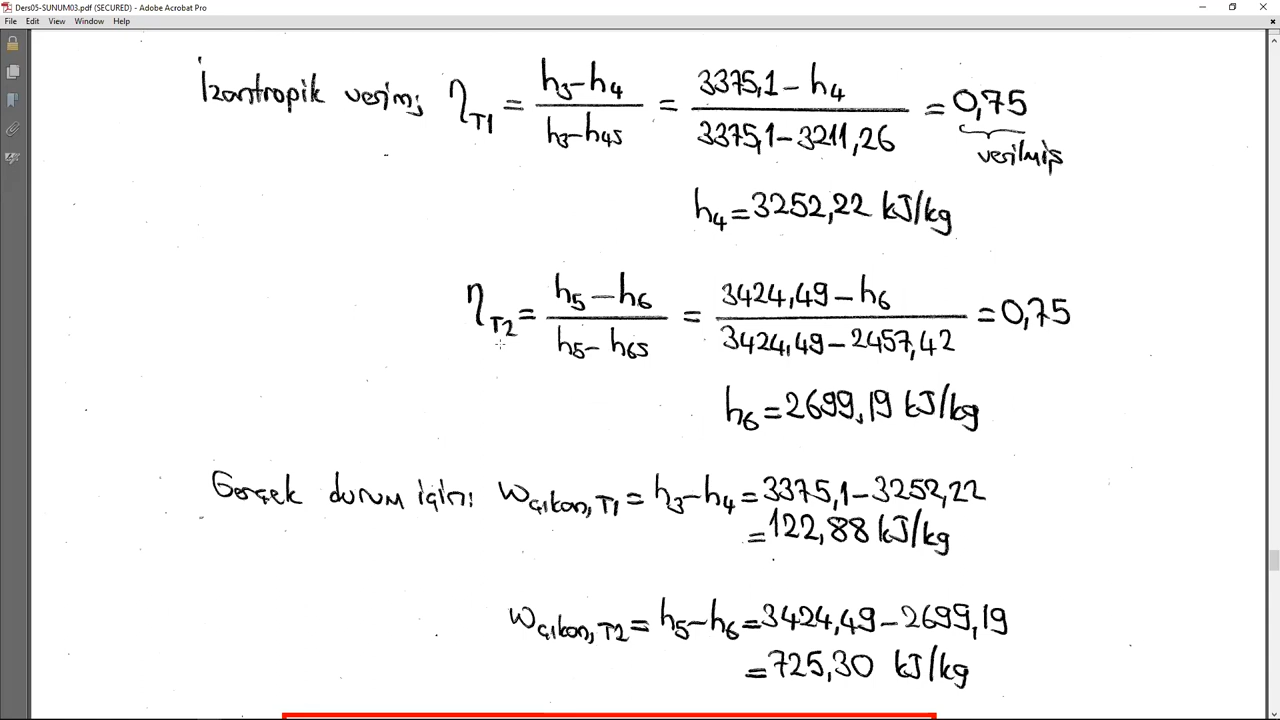 Ders05-SUNUM03.pdf (SECURED) - Adobe Acrobat Pro
File Edit View Window Help
İzantropik verim; η_T1 = (h3-h4)/(h3-h4s) = (3375,1-h4)/(3375,1-3211,26) = 0,75
verilmiş
h4=3252,22 kJ/kg
η_T2 = (h5-h6)/(h5-h6s) = (3424,49-h6)/(3424,49-2457,42) = 0,75
h6=2699,19 kJ/kg
Gerçek durum için; wçıkan,T1 = h3-h4 = 3375,1-3252,22
=122,88 kJ/kg
wçıkan,T2 = h5-h6 = 3424,49-2699,19
=725,30 kJ/kg